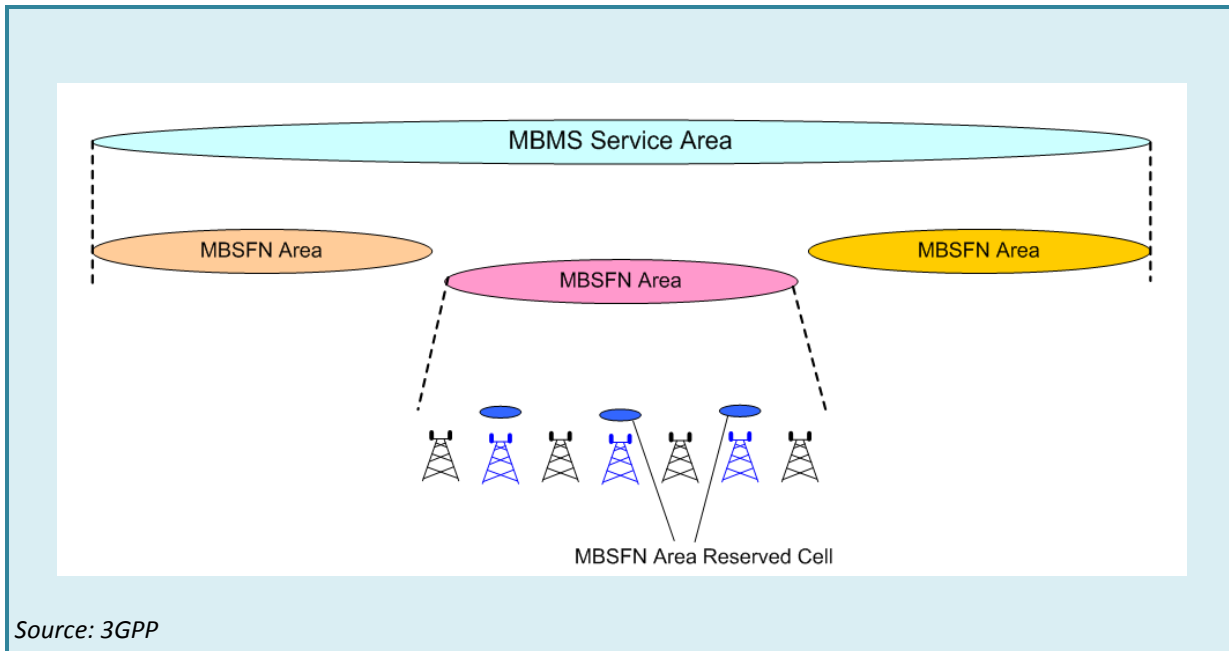 MBMS Service Area
MBSFN Area
MBSFN Area
MBSFN Area
MBSFN Area Reserved Cell
Source: 3GPP